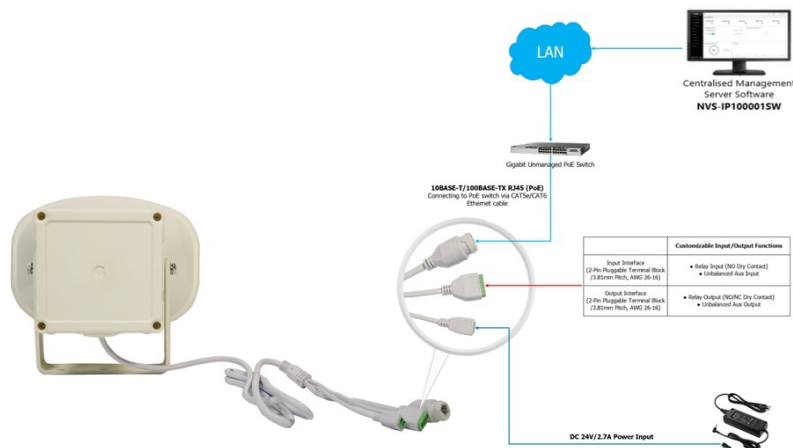 LAN
Centralised Management
Server Software
NVS-IP100001SW
Gigabit Unmanaged PoE Switch
10BASE-T/100BASE-TX RJ45 (PoE)
Connecting to PoE switch via CAT5e/CAT6
Ethernet cable
Customizable Input/Output Functions
Input Interface
(2-Pin Pluggable Terminal Block
/3.81mm Pitch, AWG 26-16)
• Relay Input (NO Dry Contact)
• Unbalanced Aux Input
Output Interface
(2-Pin Pluggable Terminal Block
/3.81mm Pitch, AWG 26-16)
• Relay Output (NO/NC Dry Contact)
• Unbalanced Aux Output
DC 24V/2.7A Power Input